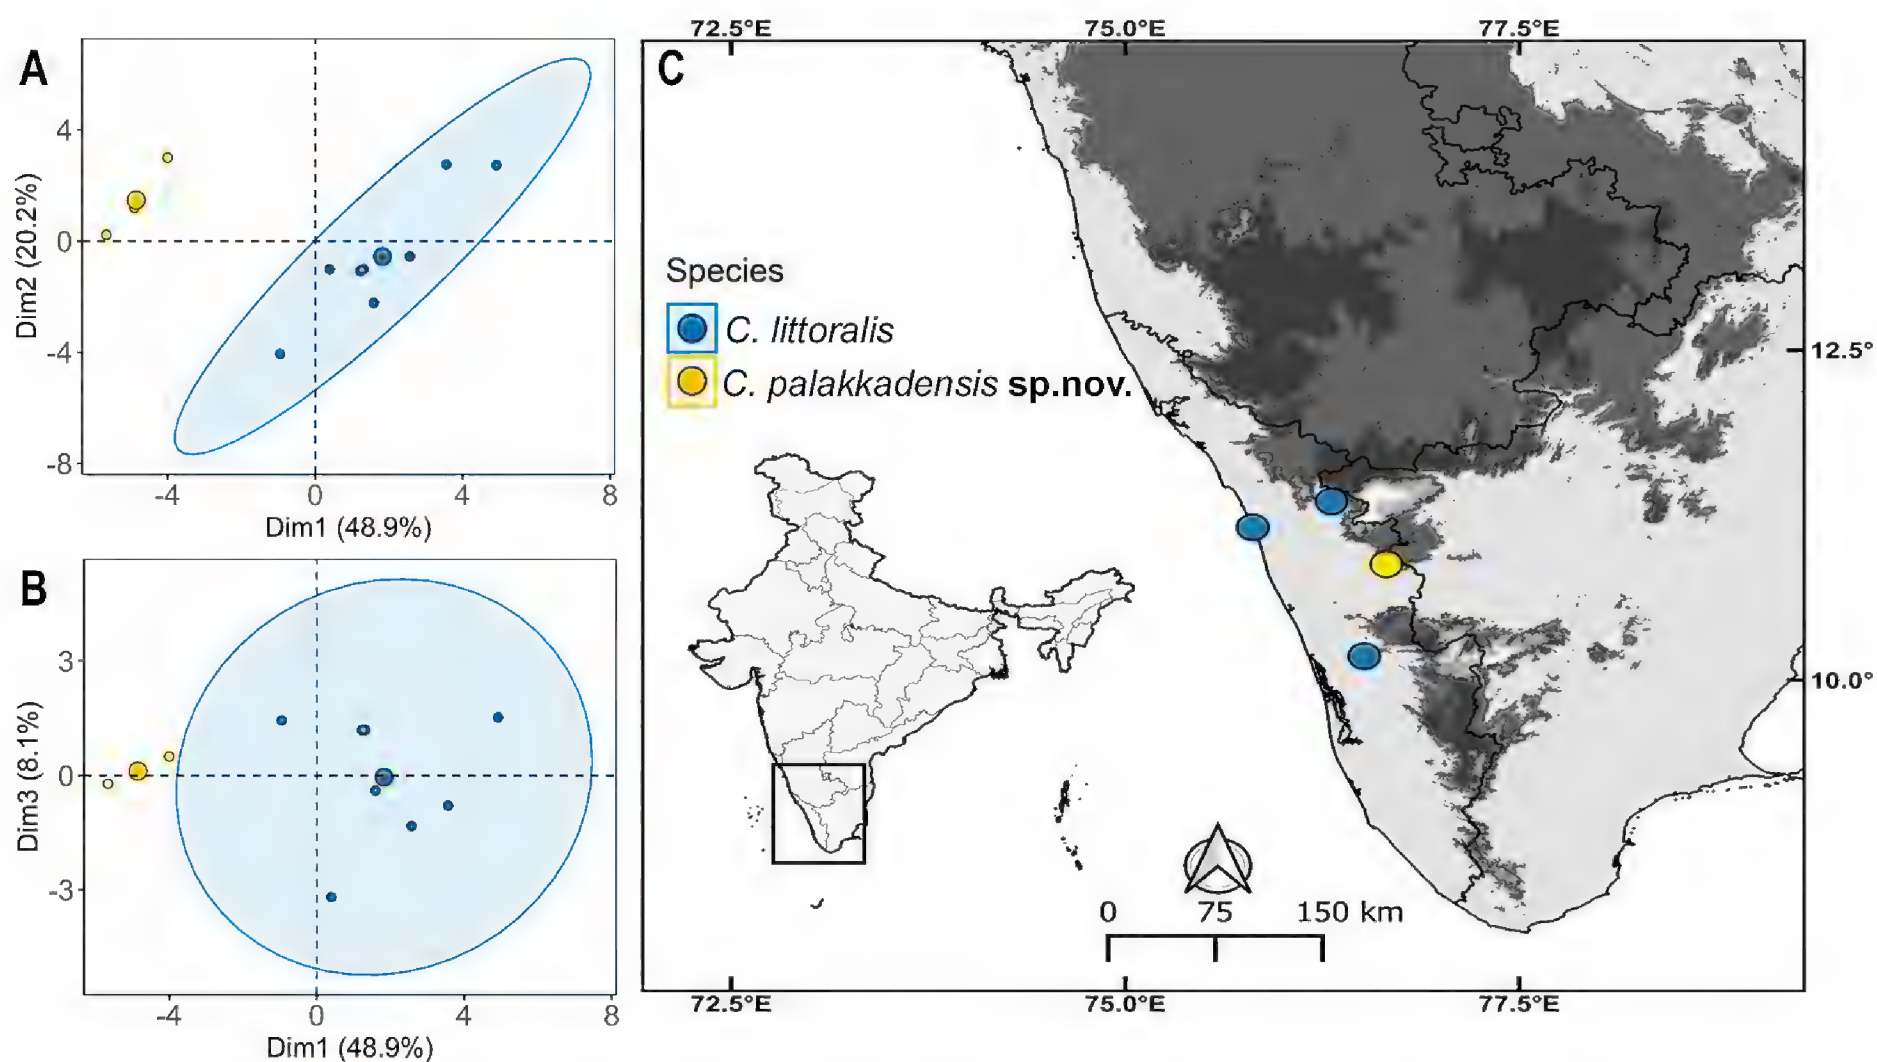 A
4
0
-4
-8
Dim2 (20.2%)
-4
0
4
8
Dim1 (48.9%)
B
3
0
-3
Dim3 (8.1%)
-4
0
4
8
Dim1 (48.9%)
C
72.5°E
75.0°E
77.5°E
Species
C. littoralis
C. palakkadensis sp.nov.
12.5°
10.0°
0
75
150 km
72.5°E
75.0°E
77.5°E